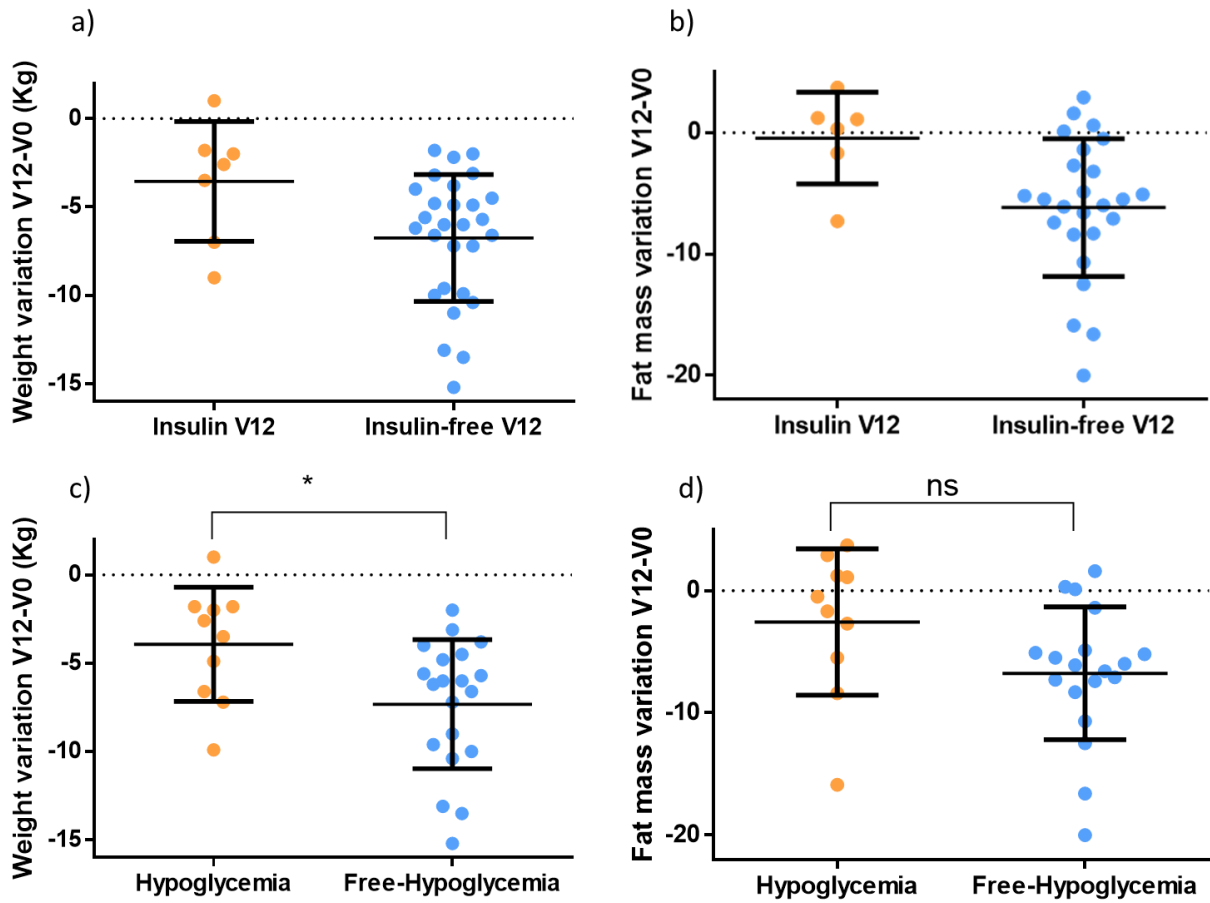 a)
Weight variation V12-V0 (Kg)
0
-5
-10
-15
Insulin V12 Insulin-free V12
b)
Fat mass variation V12-V0
0
-10
-20
Insulin V12 Insulin-free V12
c)
*
Weight variation V12-V0 (Kg)
0
-5
-10
-15
Hypoglycemia Free-Hypoglycemia
d)
ns
Fat mass variation V12-V0
0
-10
-20
Hypoglycemia Free-Hypoglycemia